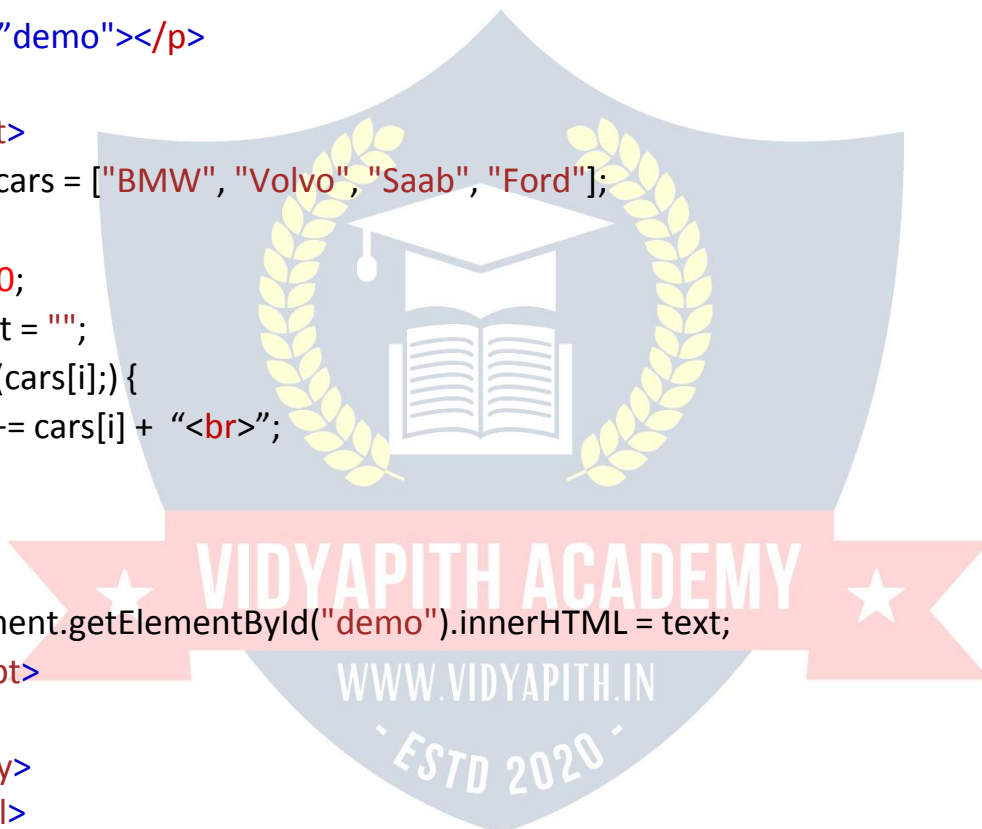 ”demo"></p>
t>
cars = ["BMW", "Volvo", "Saab", "Ford"];
0;
t = "";
(cars[i];) {
+= cars[i] + “<br>”;
VIDYAPITH ACADEMY
ment.getElementById("demo").innerHTML = text;
pt>
WWW.VIDYAPITH.IN
y>
- ESTD 2020 -
l>